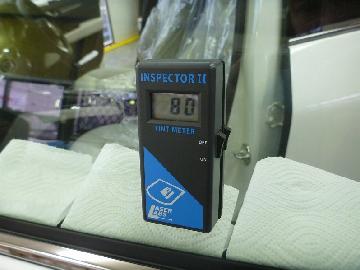 INSPECTOR II
80
TINT METER
OFF
ON
LASER
LABS